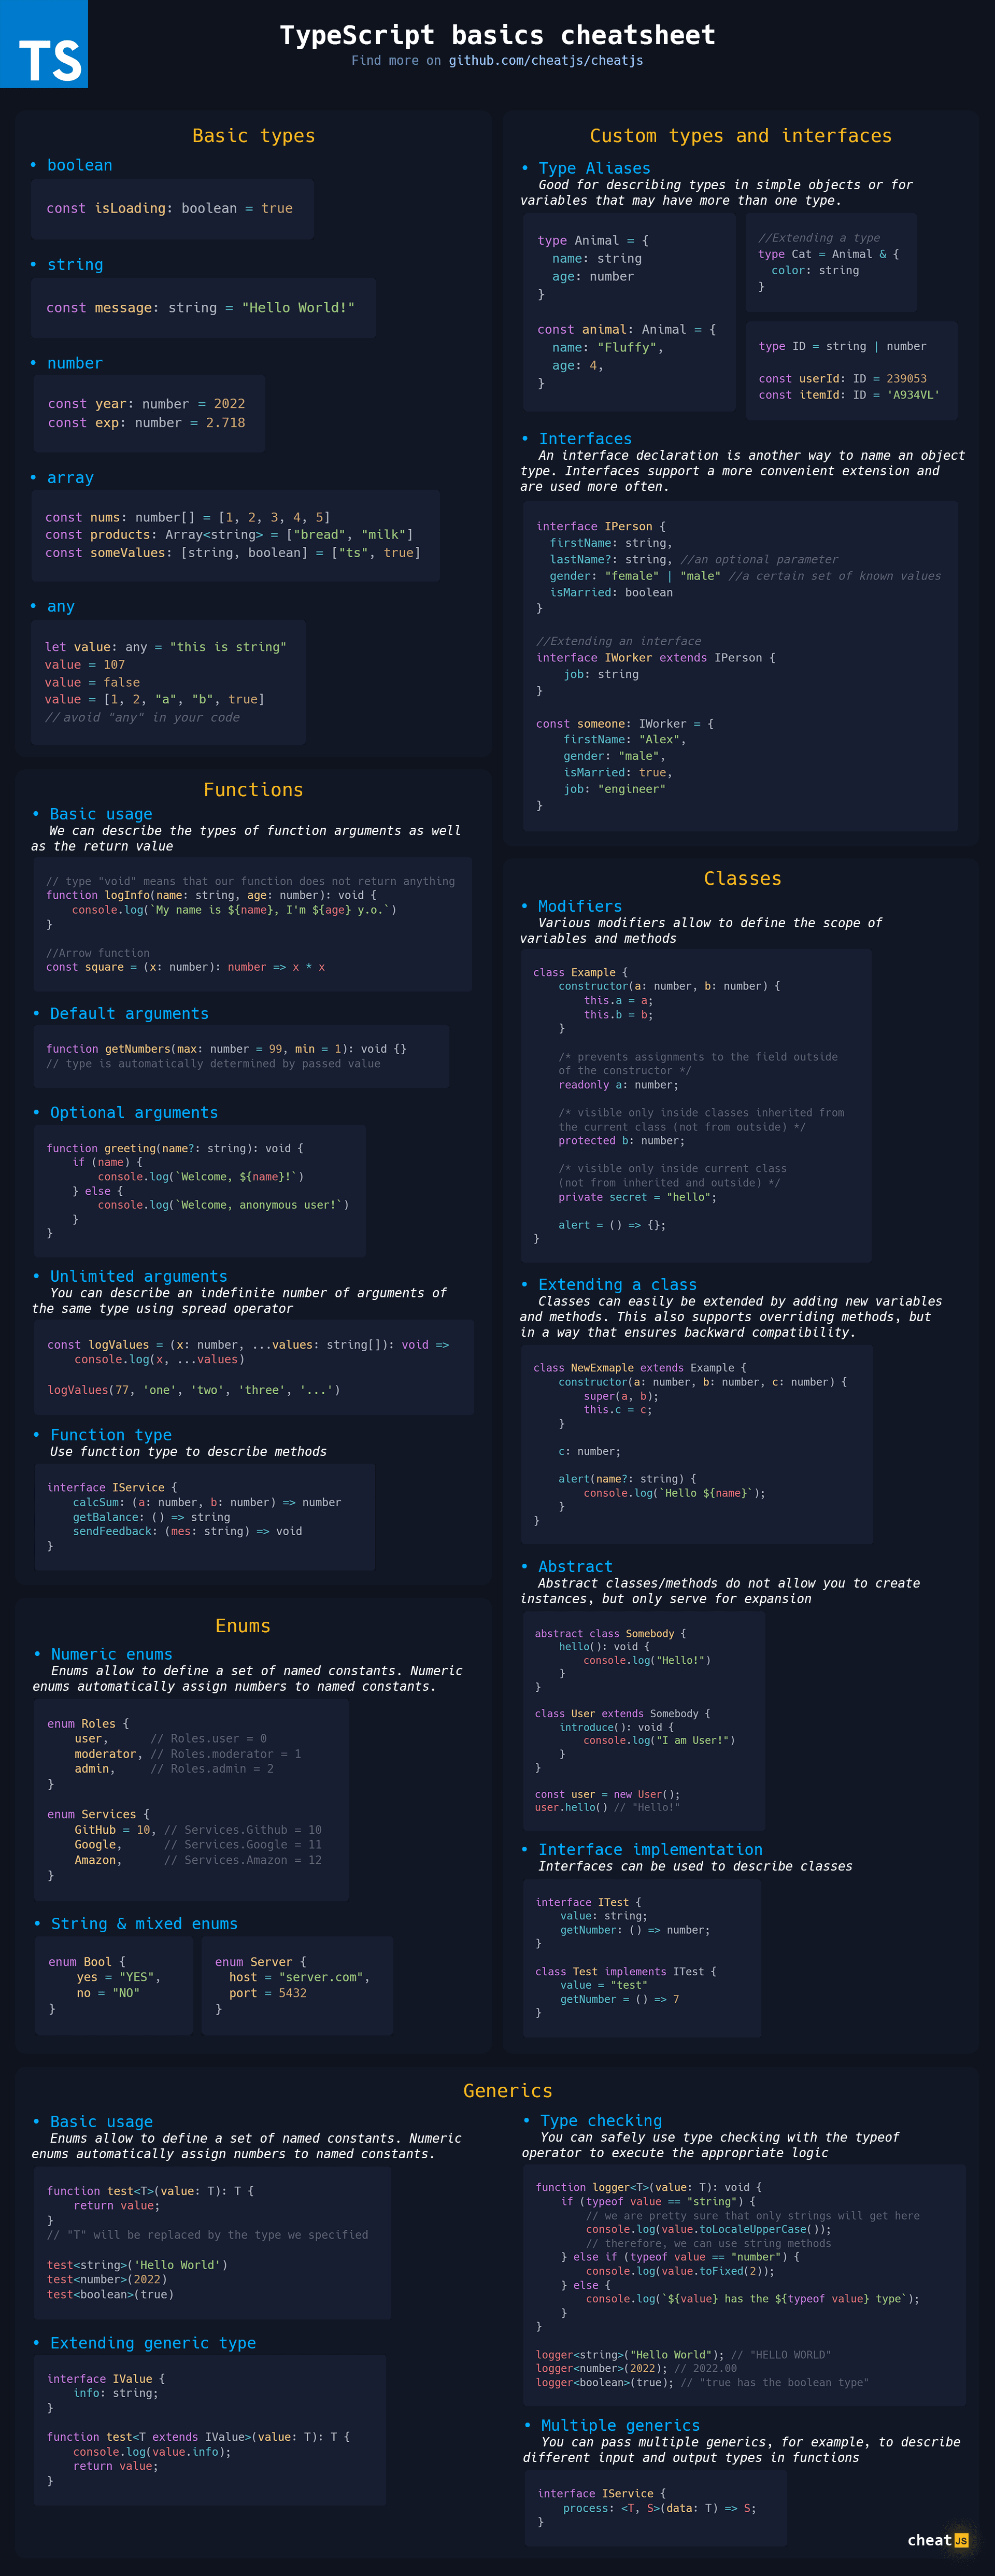 TS
TypeScript basics cheatsheet
Find more on github.com/cheatjs/cheatjs
Basic types
• boolean
const isLoading: boolean = true
• string
const message: string = "Hello World!"
• number
const year: number = 2022
const exp: number = 2.718
• array
const nums: number[] = [1, 2, 3, 4, 5]
const products: Array<string> = ["bread", "milk"]
const someValues: [string, boolean] = ["ts", true]
• any
let value: any = "this is string"
value = 107
value = false
value = [1, 2, "a", "b", true]
// avoid "any" in your code
Functions
• Basic usage
We can describe the types of function arguments as well
as the return value
// type "void" means that our function does not return anything
function logInfo(name: string, age: number): void {
    console.log(`My name is ${name}, I'm ${age} y.o.`)
}
//Arrow function
const square = (x: number): number => x * x
• Default arguments
function getNumbers(max: number = 99, min = 1): void {}
// type is automatically determined by passed value
• Optional arguments
function greeting(name?: string): void {
    if (name) {
        console.log(`Welcome, ${name}!`)
    } else {
        console.log(`Welcome, anonymous user!`)
    }
}
• Unlimited arguments
You can describe an indefinite number of arguments of
the same type using spread operator
const logValues = (x: number, ...values: string[]): void =>
    console.log(x, ...values)
logValues(77, 'one', 'two', 'three', '...')
• Function type
Use function type to describe methods
interface IService {
    calcSum: (a: number, b: number) => number
    getBalance: () => string
    sendFeedback: (mes: string) => void
}
Enums
• Numeric enums
Enums allow to define a set of named constants. Numeric
enums automatically assign numbers to named constants.
enum Roles {
    user,      // Roles.user = 0
    moderator, // Roles.moderator = 1
    admin,     // Roles.admin = 2
}
enum Services {
    GitHub = 10, // Services.Github = 10
    Google,      // Services.Google = 11
    Amazon,      // Services.Amazon = 12
}
• String & mixed enums
enum Bool {
    yes = "YES",
    no = "NO"
}
enum Server {
  host = "server.com",
  port = 5432
}
Custom types and interfaces
• Type Aliases
Good for describing types in simple objects or for
variables that may have more than one type.
type Animal = {
  name: string
  age: number
}
const animal: Animal = {
  name: "Fluffy",
  age: 4,
}
//Extending a type
type Cat = Animal & {
  color: string
}
type ID = string | number
const userId: ID = 239053
const itemId: ID = 'A934VL'
• Interfaces
An interface declaration is another way to name an object
type. Interfaces support a more convenient extension and
are used more often.
interface IPerson {
  firstName: string,
  lastName?: string, //an optional parameter
  gender: "female" | "male" //a certain set of known values
  isMarried: boolean
}
//Extending an interface
interface IWorker extends IPerson {
    job: string
}
const someone: IWorker = {
    firstName: "Alex",
    gender: "male",
    isMarried: true,
    job: "engineer"
}
Classes
• Modifiers
Various modifiers allow to define the scope of
variables and methods
class Example {
    constructor(a: number, b: number) {
        this.a = a;
        this.b = b;
    }
    /* prevents assignments to the field outside
    of the constructor */
    readonly a: number;
    /* visible only inside classes inherited from
    the current class (not from outside) */
    protected b: number;
    /* visible only inside current class
    (not from inherited and outside) */
    private secret = "hello";
    alert = () => {};
}
• Extending a class
Classes can easily be extended by adding new variables
and methods. This also supports overriding methods, but
in a way that ensures backward compatibility.
class NewExmaple extends Example {
    constructor(a: number, b: number, c: number) {
        super(a, b);
        this.c = c;
    }
    c: number;
    alert(name?: string) {
        console.log(`Hello ${name}`);
    }
}
• Abstract
Abstract classes/methods do not allow you to create
instances, but only serve for expansion
abstract class Somebody {
    hello(): void {
        console.log("Hello!")
    }
}
class User extends Somebody {
    introduce(): void {
        console.log("I am User!")
    }
}
const user = new User();
user.hello() // "Hello!"
• Interface implementation
Interfaces can be used to describe classes
interface ITest {
    value: string;
    getNumber: () => number;
}
class Test implements ITest {
    value = "test"
    getNumber = () => 7
}
Generics
• Basic usage
Enums allow to define a set of named constants. Numeric
enums automatically assign numbers to named constants.
function test<T>(value: T): T {
    return value;
}
// "T" will be replaced by the type we specified
test<string>('Hello World')
test<number>(2022)
test<boolean>(true)
• Extending generic type
interface IValue {
    info: string;
}
function test<T extends IValue>(value: T): T {
    console.log(value.info);
    return value;
}
• Type checking
You can safely use type checking with the typeof
operator to execute the appropriate logic
function logger<T>(value: T): void {
    if (typeof value == "string") {
        // we are pretty sure that only strings will get here
        console.log(value.toLocaleUpperCase());
        // therefore, we can use string methods
    } else if (typeof value == "number") {
        console.log(value.toFixed(2));
    } else {
        console.log(`${value} has the ${typeof value} type`);
    }
}
logger<string>("Hello World"); // "HELLO WORLD"
logger<number>(2022); // 2022.00
logger<boolean>(true); // "true has the boolean type"
• Multiple generics
You can pass multiple generics, for example, to describe
different input and output types in functions
interface IService {
    process: <T, S>(data: T) => S;
}
cheat JS